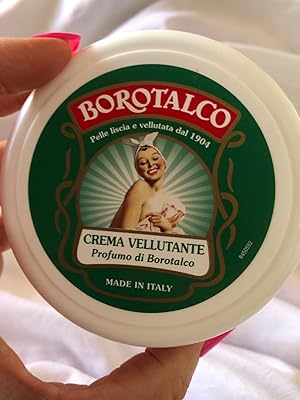 BOROTALCO
Pelle liscia e vellutata dal 1904
CREMA VELLUTANTE
Profumo di Borotalco
MADE IN ITALY